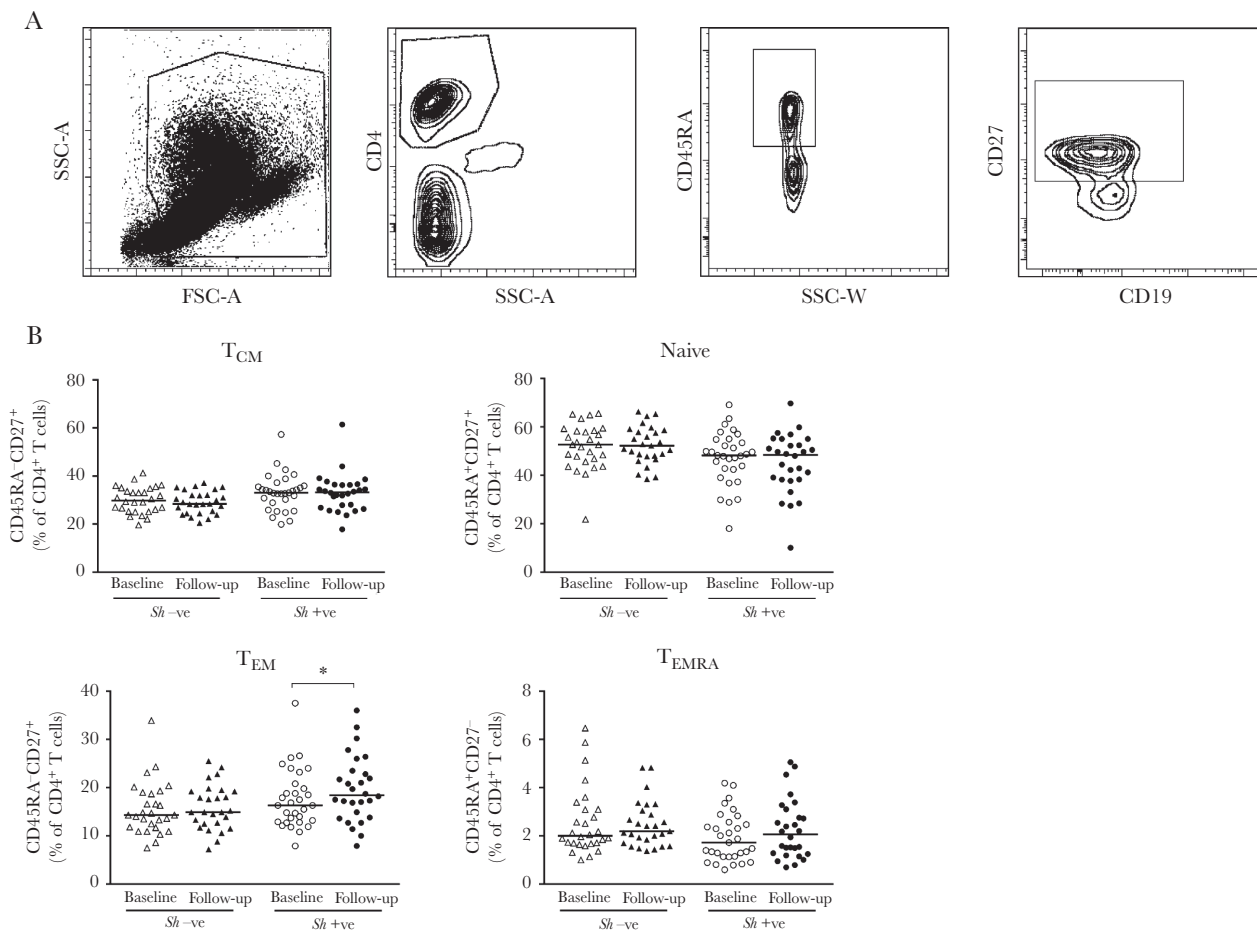 A
SSC-A
FSC-A
CD4
SSC-A
CD45RA
SSC-W
CD27
CD19
B
T_CM
CD45RA⁻CD27⁺
(% of CD4⁺ T cells)
80
60
40
20
0
Baseline Follow-up Baseline Follow-up
Sh –ve Sh +ve
Naive
CD45RA⁺CD27⁺
(% of CD4⁺ T cells)
80
60
40
20
0
Baseline Follow-up Baseline Follow-up
Sh –ve Sh +ve
T_EM
CD45RA⁻CD27⁺
(% of CD4⁺ T cells)
40
30
20
10
0
*
Baseline Follow-up Baseline Follow-up
Sh –ve Sh +ve
T_EMRA
CD45RA⁺CD27⁻
(% of CD4⁺ T cells)
8
6
4
2
0
Baseline Follow-up Baseline Follow-up
Sh –ve Sh +ve